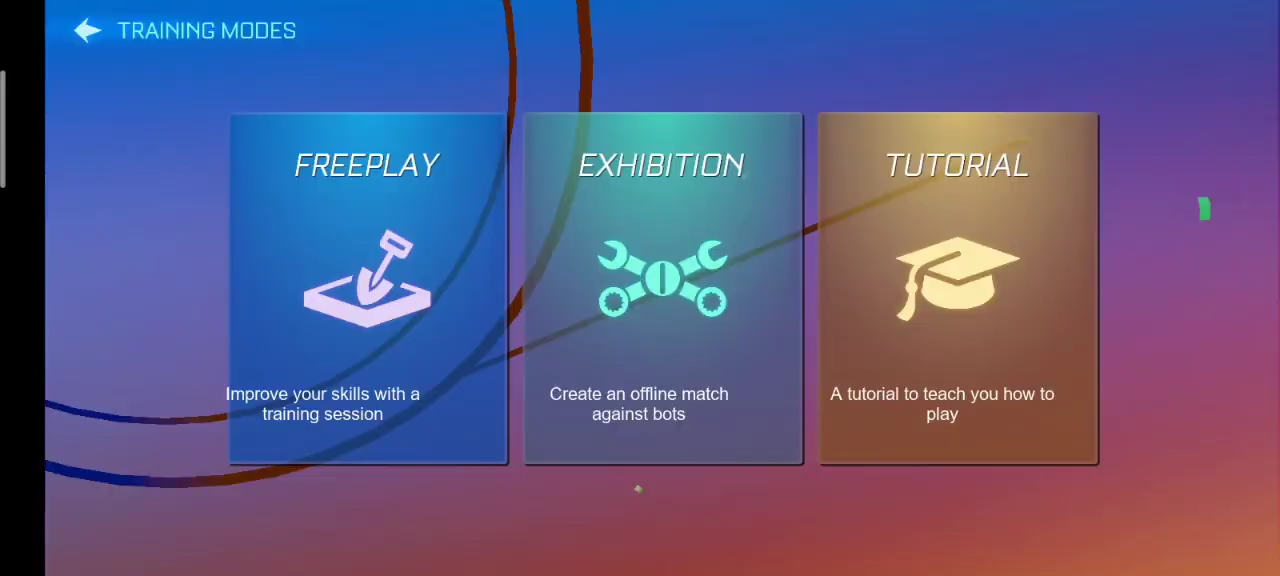 TRAINING MODES
FREEPLAY
Improve your skills with a
training session
EXHIBITION
Create an offline match
against bots
TUTORIAL
A tutorial to teach you how to
play